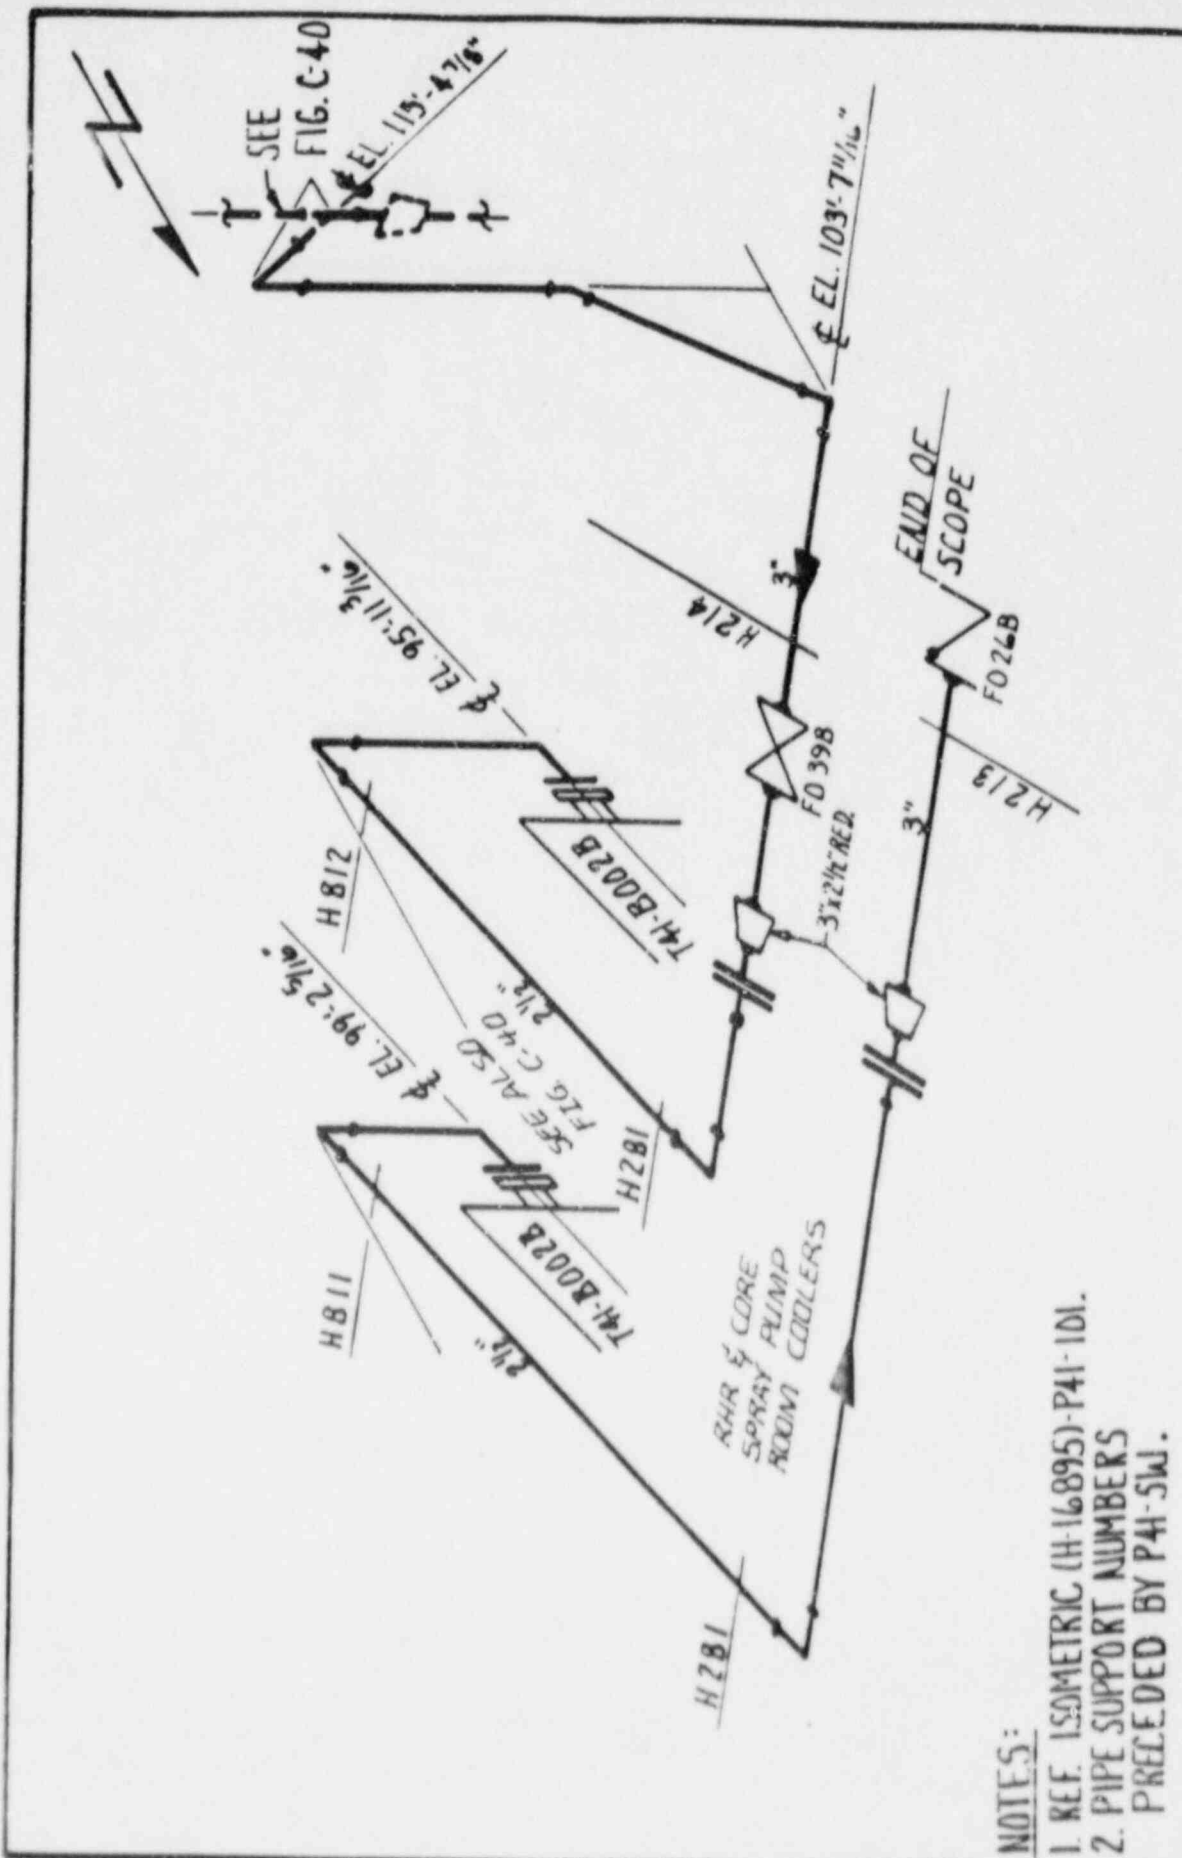 SEE
FIG. C-40
℄ EL. 115'-4 7/8"
℄ EL. 103'-7 11/16"
END OF
SCOPE
3"
H214
℄ EL. 95'-11 3/16"
FO39B
FO26B
H213
3"
3"x2½" RED.
T41-B002B
H812
2½"
℄ EL. 99'-2 5/16"
SEE ALSO
FIG. C-40
H281
T41-B002B
H811
2½"
RHR & CORE
SPRAY PUMP
ROOM COOLERS
H281
NOTES:
1. REF. ISOMETRIC (H-16895)-P41-101.
2. PIPE SUPPORT NUMBERS
PRECEDED BY P41-SW.